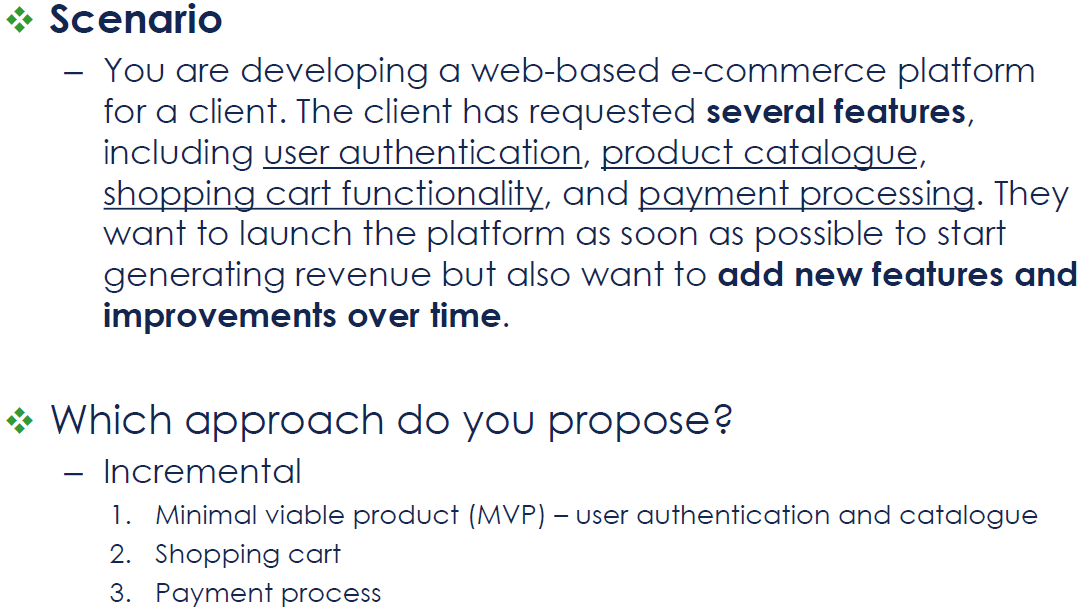 ❖ Scenario
– You are developing a web-based e-commerce platform
for a client. The client has requested several features,
including user authentication, product catalogue,
shopping cart functionality, and payment processing. They
want to launch the platform as soon as possible to start
generating revenue but also want to add new features and
improvements over time.
❖ Which approach do you propose?
– Incremental
1. Minimal viable product (MVP) – user authentication and catalogue
2. Shopping cart
3. Payment process